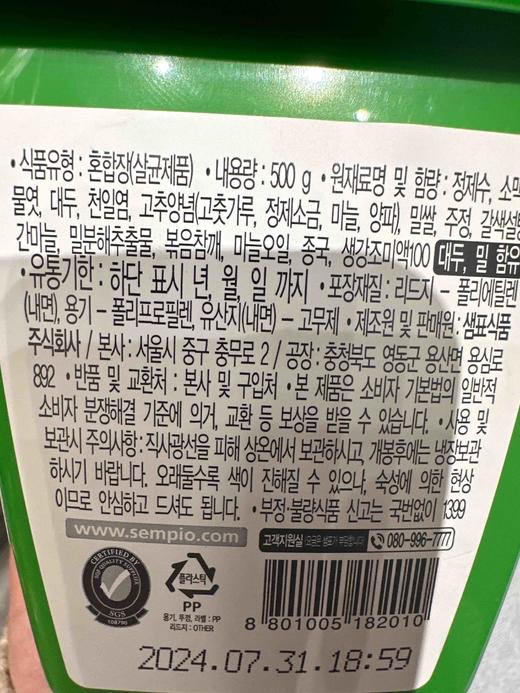 •식품유형 : 혼합장(살균제품) •내용량 : 500 g •원재료명 및 함량 : 정제수, 소맥
물엿, 대두, 천일염, 고추양념(고춧가루, 정제소금, 마늘, 양파), 밀쌀, 주정, 갈색설탕
간마늘, 밀분해추출물, 볶음참깨, 마늘오일, 종국, 생강조미액100 대두, 밀 함유
•유통기한 : 하단 표시 년, 월, 일 까지 •포장재질 : 리드지 – 폴리에틸렌
(내면), 용기 – 폴리프로필렌, 유산지(내면) – 고무제 •제조원 및 판매원 : 샘표식품
주식회사 / 본사 : 서울시 중구 충무로 2 / 공장 : 충청북도 영동군 용산면 용심로
892 •반품 및 교환처 : 본사 및 구입처 •본 제품은 소비자 기본법의 일반적
소비자 분쟁해결 기준에 의거, 교환 등 보상을 받을 수 있습니다. •사용 및
보관시 주의사항 : 직사광선을 피해 상온에서 보관하시고, 개봉후에는 냉장보관
하시기 바랍니다. 오래둘수록 색이 진해질 수 있으나, 숙성에 의한 현상
이므로 안심하고 드셔도 됩니다. •부정·불량식품 신고는 국번없이 1399
www.sempio.com
고객지원실 080-996-7777
CERTIFIED BY
SGS
플라스틱
PP
용기, 뚜껑, 라벨 : PP
리드지 : OTHER
8 801005 182010
2024.07.31.18:59